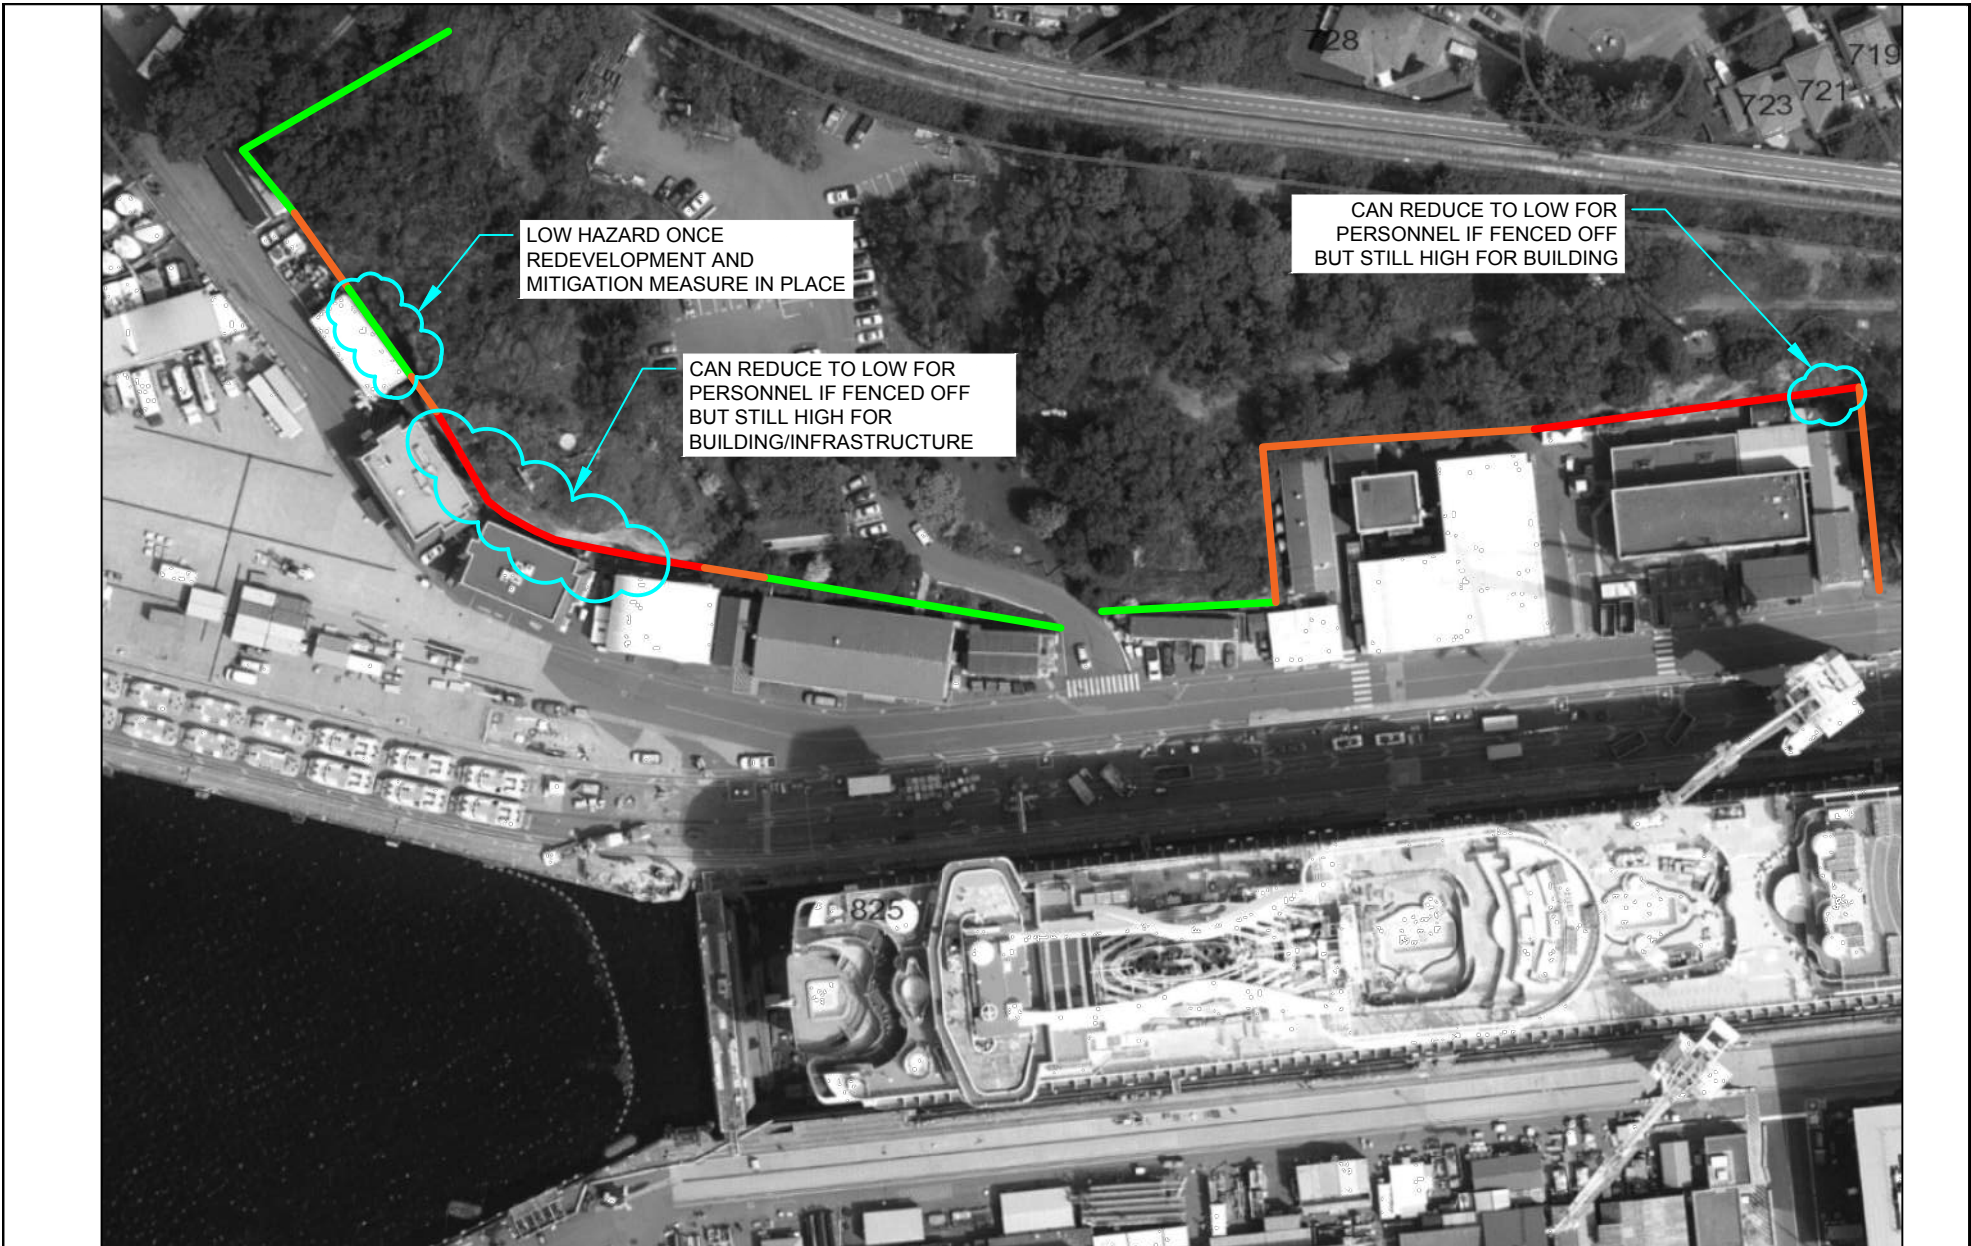 728
719
721
723
LOW HAZARD ONCE
REDEVELOPMENT AND
MITIGATION MEASURE IN PLACE
CAN REDUCE TO LOW FOR
PERSONNEL IF FENCED OFF
BUT STILL HIGH FOR BUILDING
CAN REDUCE TO LOW FOR
PERSONNEL IF FENCED OFF
BUT STILL HIGH FOR
BUILDING/INFRASTRUCTURE
825